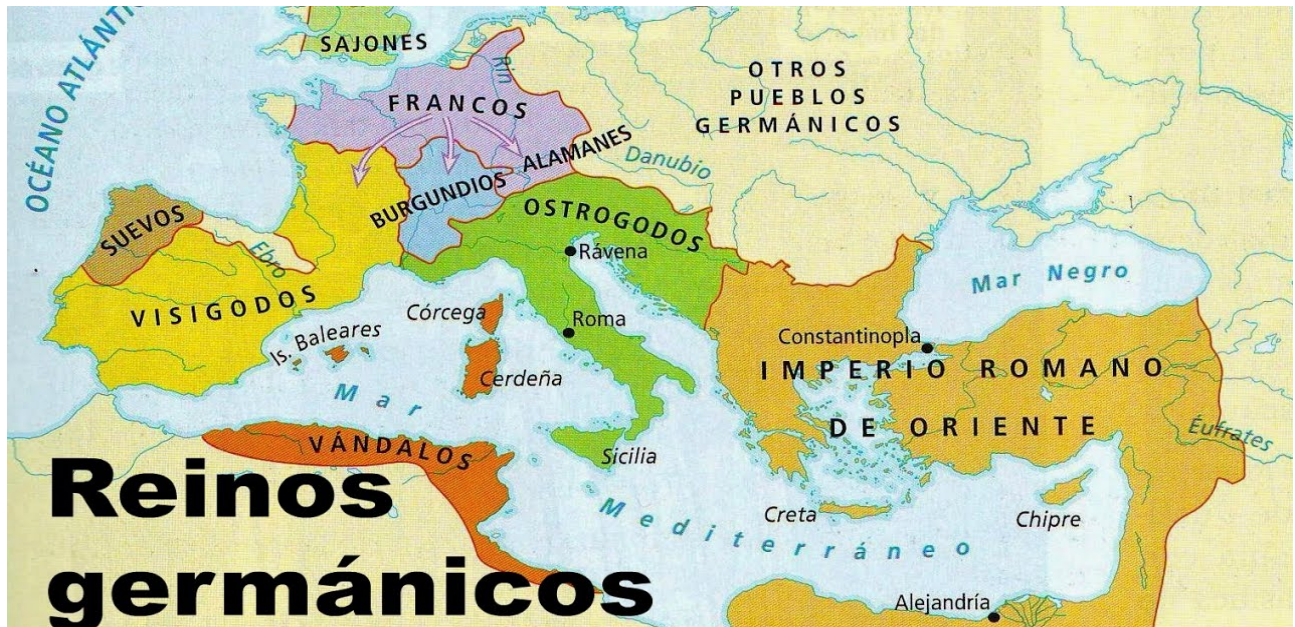 OCÉANO ATLÁNTICO
SAJONES
Rin
FRANCOS
OTROS
PUEBLOS
GERMÁNICOS
ALAMANES
Danubio
BURGUNDIOS
SUEVOS
OSTROGODOS
Ebro
Rávena
Mar Negro
VISIGODOS
Córcega
Roma
Is. Baleares
Constantinopla
IMPERIO ROMANO
DE ORIENTE
Cerdeña
Mar
Mediterráneo
VÁNDALOS
Sicilia
Éufrates
Creta
Chipre
Alejandría
Reinos
germánicos